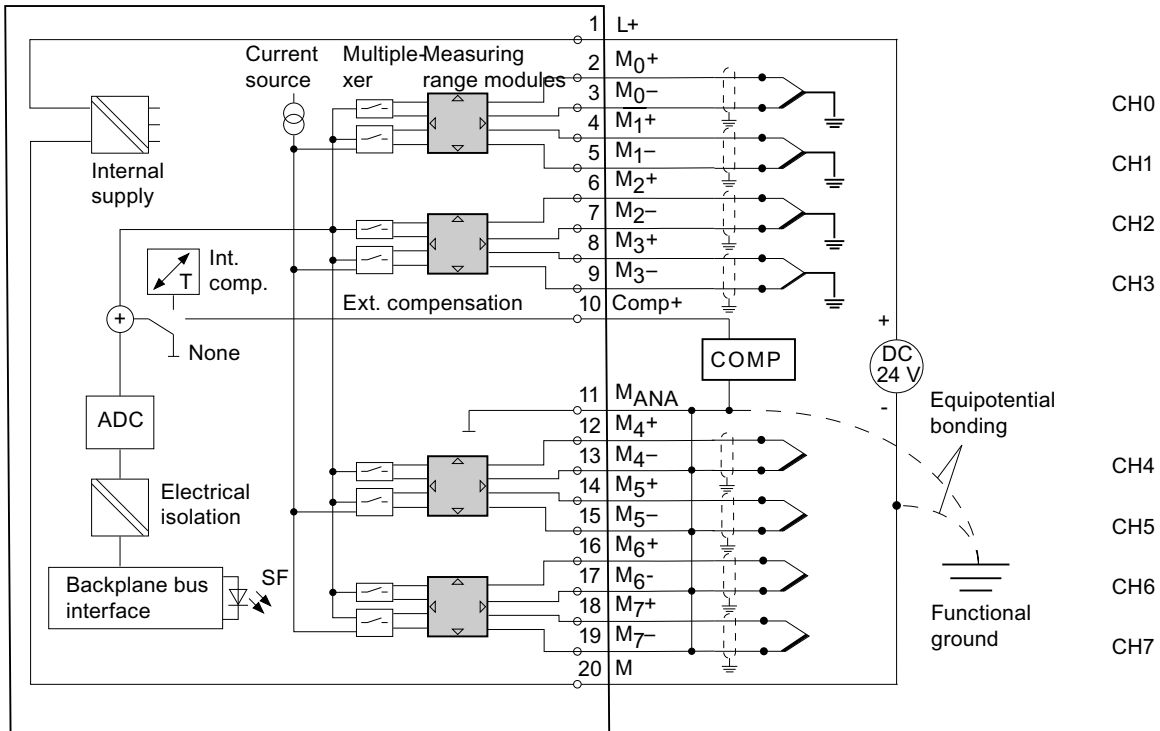 1 L+
Current source
Multiple-xer
Measuring range modules
2 M0+
3 M0–
CH0
4 M1+
5 M1–
CH1
Internal supply
6 M2+
7 M2–
CH2
8 M3+
Int. comp.
T
9 M3–
CH3
Ext. compensation
10 Comp+
+
None
COMP
+
DC 24 V
-
11 MANA
Equipotential bonding
ADC
12 M4+
13 M4–
CH4
14 M5+
Electrical isolation
15 M5–
CH5
16 M6+
Backplane bus interface
SF
17 M6-
CH6
18 M7+
Functional ground
19 M7–
CH7
20 M